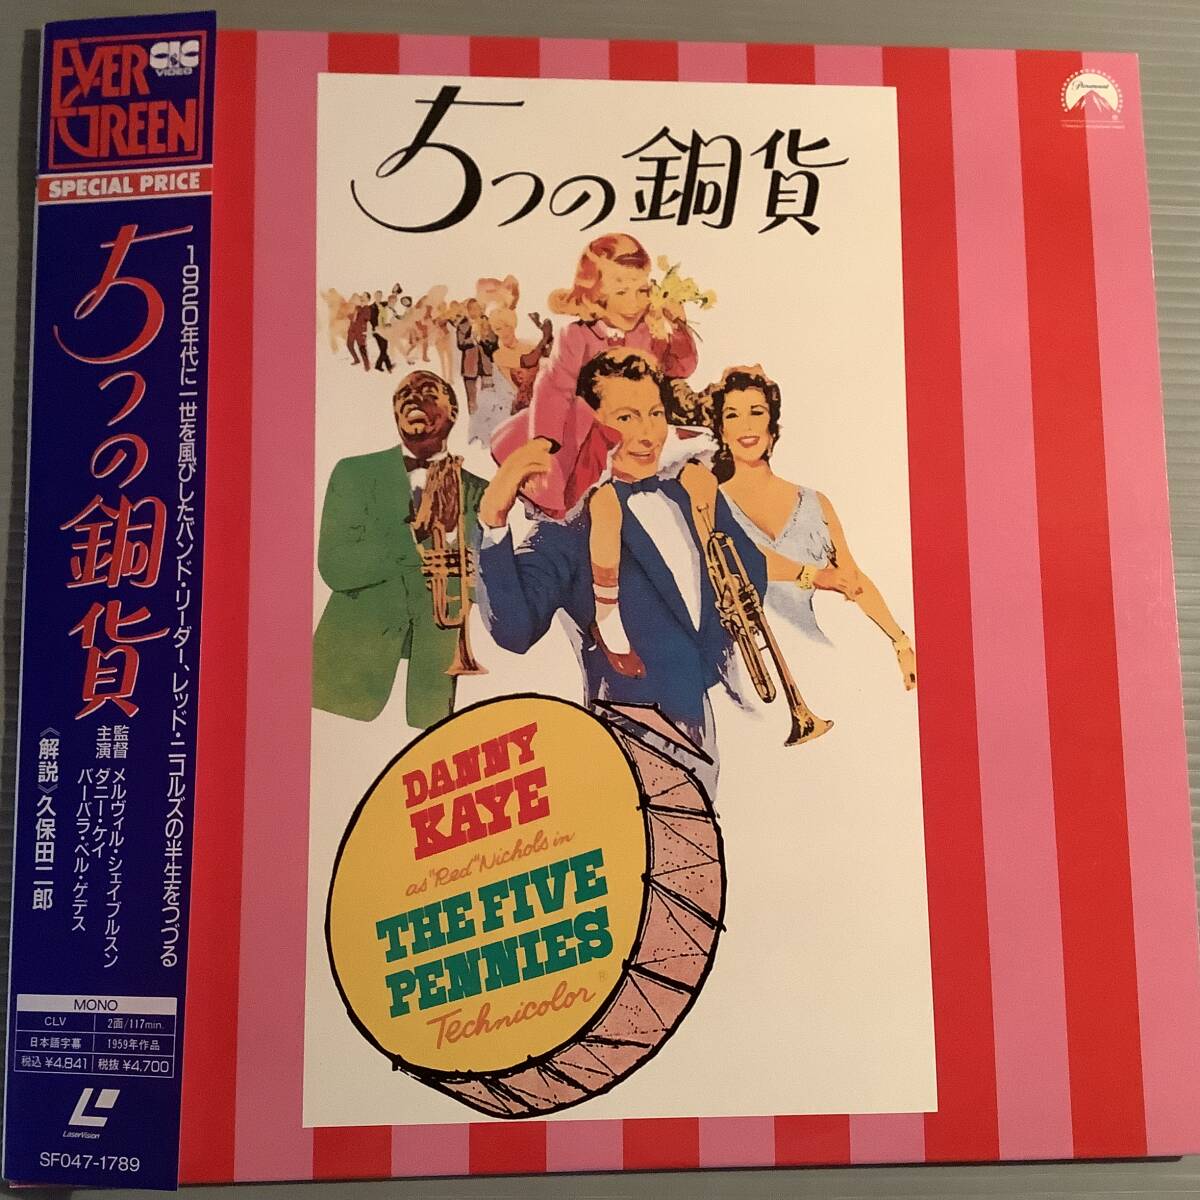 EVER GREEN
CIC
VIDEO
SPECIAL PRICE
5つの銅貨
1920年代に一世を風びしたバンド・リーダー、レッド・ニコルズの半生をつづる
監督 メルヴィル・シェイブルスン
主演 ダニー・ケイ
バーバラ・ベル・ゲデス
《解説》久保田二郎
MONO
CLV 2面/117min.
日本語字幕 1959年作品
税込 ¥4,841 税抜 ¥4,700
LaserVision
SF047-1789
Paramount
5つの銅貨
DANNY
KAYE
as "Red" Nichols in
THE FIVE
PENNIES
Technicolor®